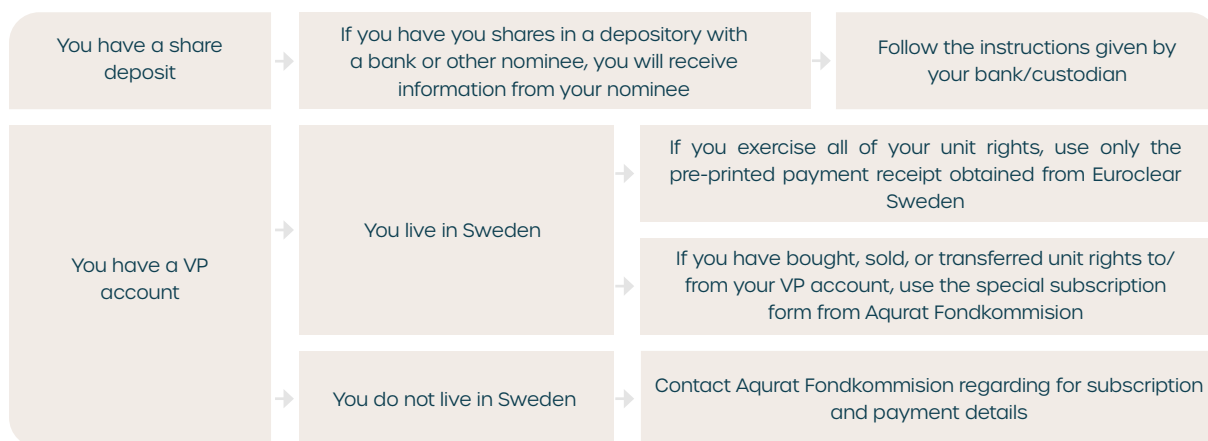 You have a share
deposit
If you have you shares in a depository with
a bank or other nominee, you will receive
information from your nominee
Follow the instructions given by
your bank/custodian
You have a VP
account
You live in Sweden
If you exercise all of your unit rights, use only the
pre-printed payment receipt obtained from Euroclear
Sweden
If you have bought, sold, or transferred unit rights to/
from your VP account, use the special subscription
form from Aqurat Fondkommision
You do not live in Sweden
Contact Aqurat Fondkommision regarding for subscription
and payment details